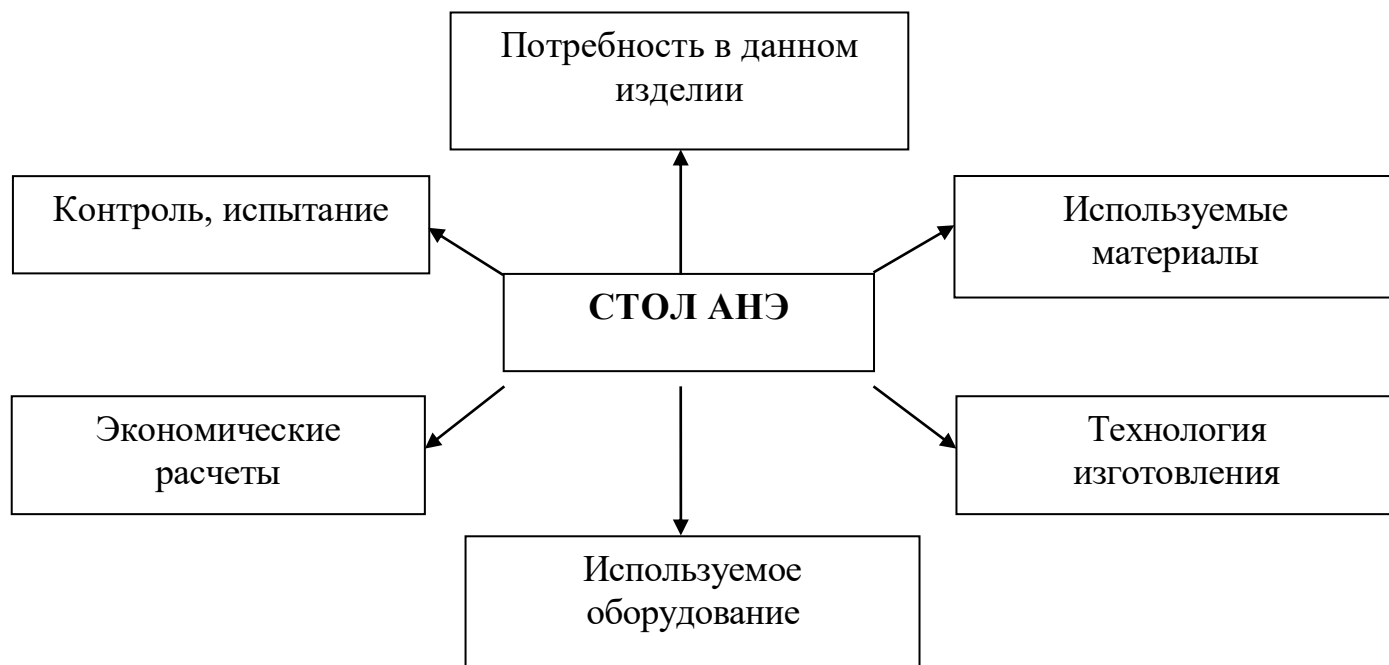 Потребность в данном
изделии
Контроль, испытание
Используемые
материалы
СТОЛ АНЭ
Экономические
расчеты
Технология
изготовления
Используемое
оборудование